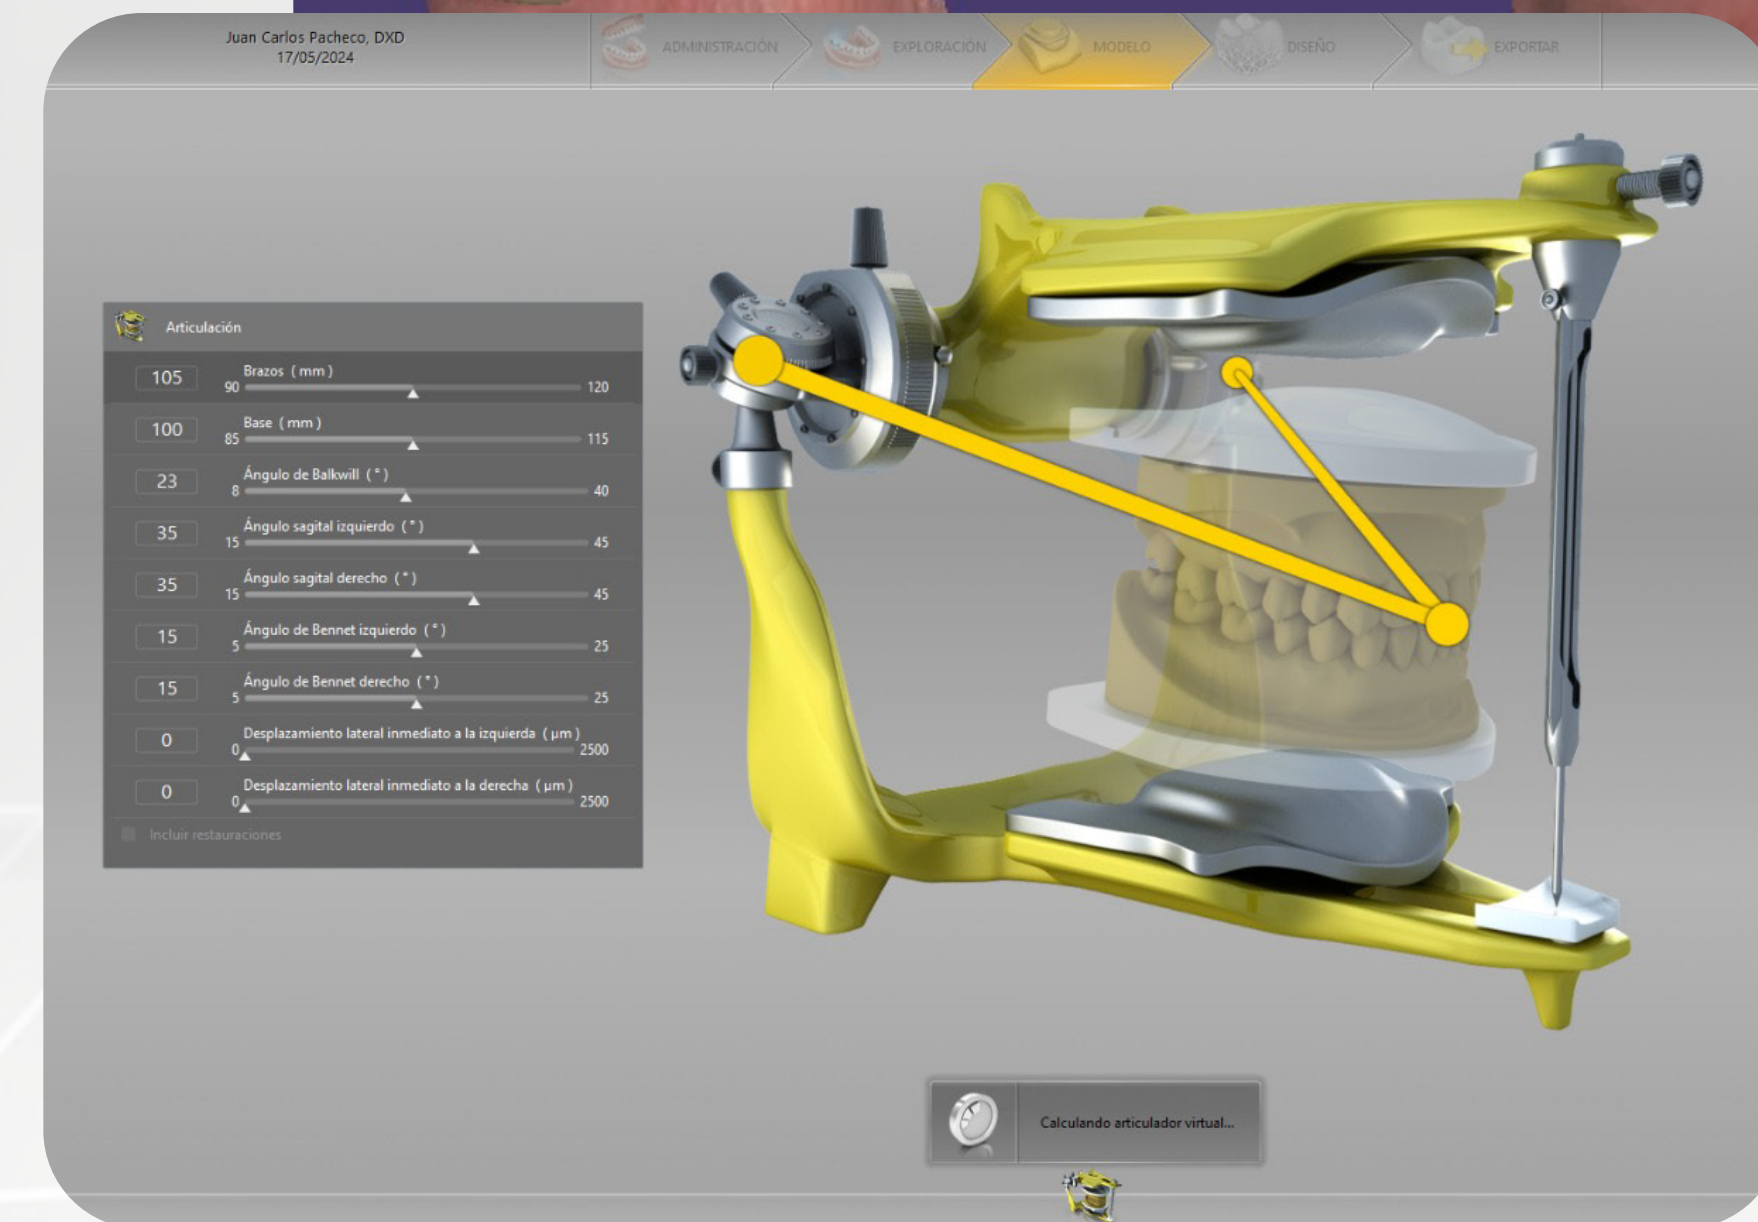 Juan Carlos Pacheco, DXD
17/05/2024
ADMINISTRACIÓN
EXPLORACIÓN
MODELO
DISEÑO
EXPORTAR
Articulación
105 Brazos (mm)
90 120
100 Base (mm)
85 115
23 Ángulo de Balkwill (°)
8 40
35 Ángulo sagital izquierdo (°)
15 45
35 Ángulo sagital derecho (°)
15 45
15 Ángulo de Bennet izquierdo (°)
5 25
15 Ángulo de Bennet derecho (°)
5 25
0 Desplazamiento lateral inmediato a la izquierda (µm)
0 2500
0 Desplazamiento lateral inmediato a la derecha (µm)
0 2500
Incluir restauraciones
Calculando articulador virtual...